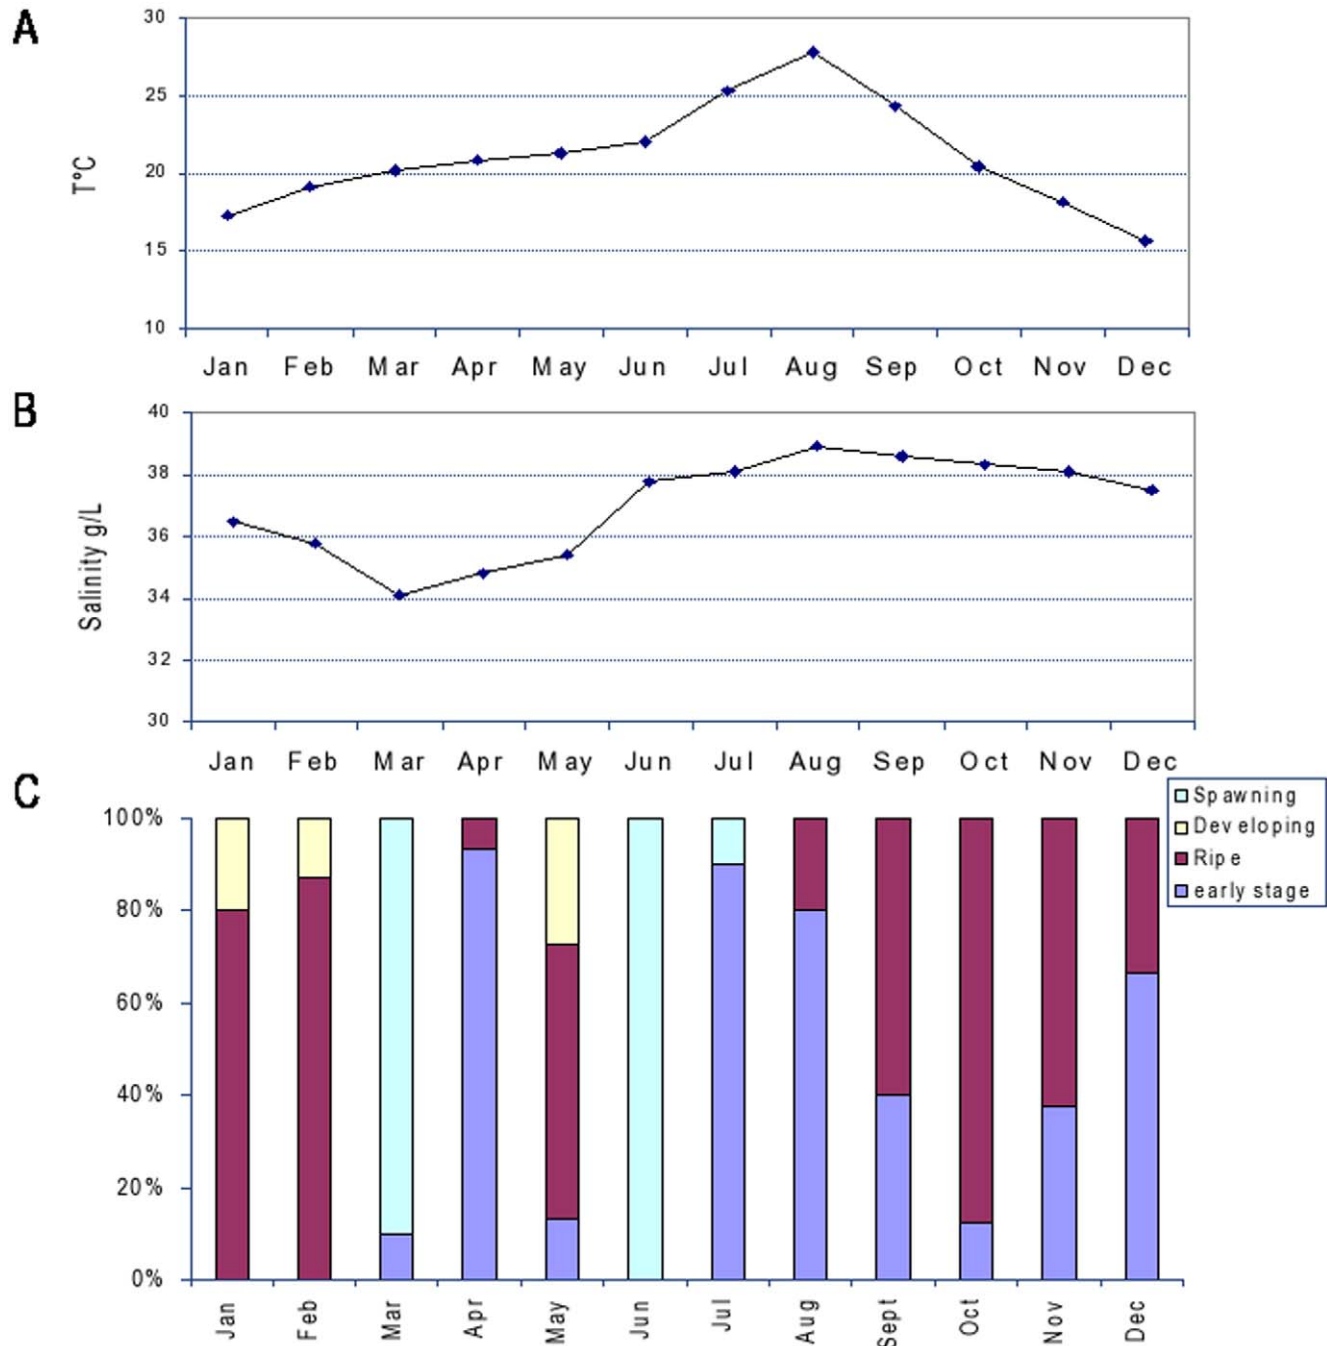 A
30
25
20
15
10
T°C
Jan Feb Mar Apr May Jun Jul Aug Sep Oct Nov Dec
B
40
38
36
34
32
30
Salinity g/L
Jan Feb Mar Apr May Jun Jul Aug Sep Oct Nov Dec
C
Spawning
Developing
Ripe
early stage
100%
80%
60%
40%
20%
0%
Jan Feb Mar Apr May Jun Jul Aug Sept Oct Nov Dec